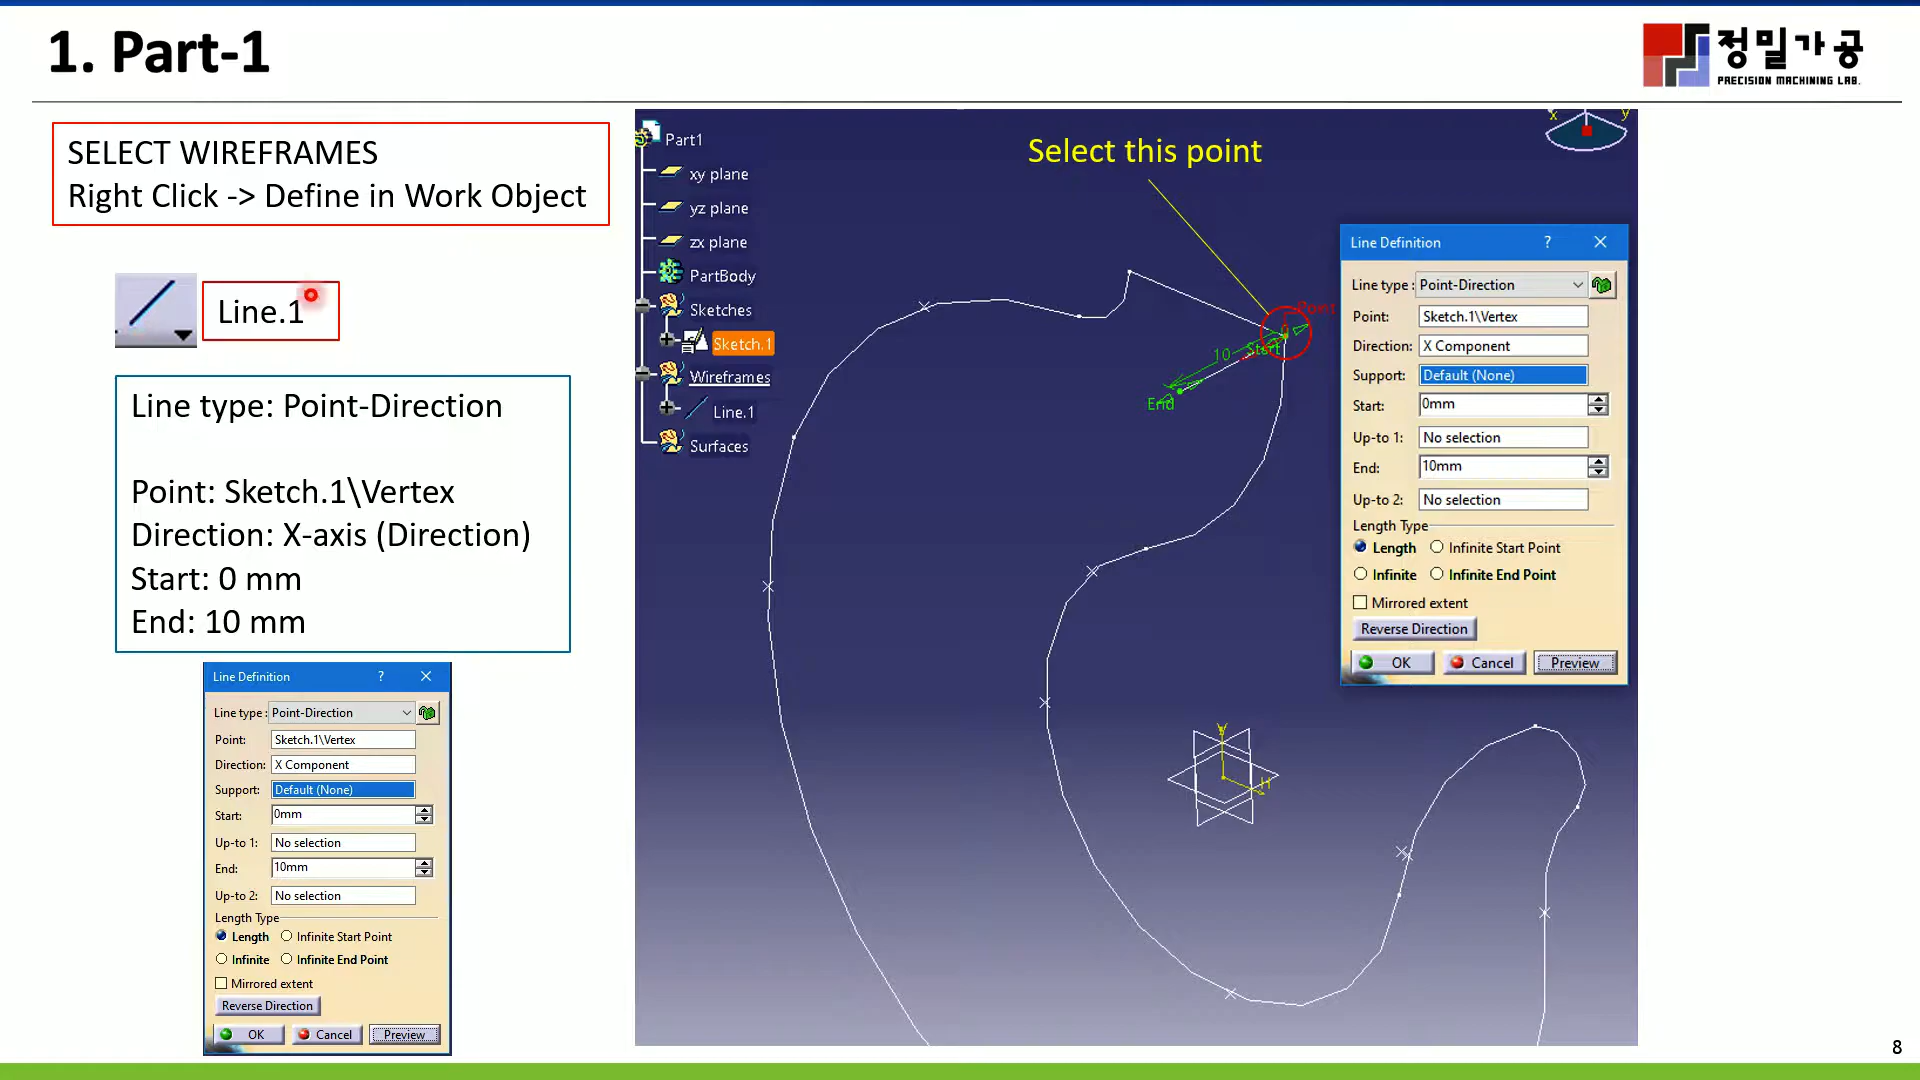 1. Part-1
정밀가공
PRECISION MACHINING LAB.
SELECT WIREFRAMES
Right Click -> Define in Work Object
Line.1
Line type: Point-Direction
Point: Sketch.1\Vertex
Direction: X-axis (Direction)
Start: 0 mm
End: 10 mm
Line Definition ?
Line type : Point-Direction
Point: Sketch.1\Vertex
Direction: X Component
Support: Default (None)
Start: 0mm
Up-to 1: No selection
End: 10mm
Up-to 2: No selection
Length Type
Length Infinite Start Point
Infinite Infinite End Point
Mirrored extent
Reverse Direction
OK Cancel Preview
Part1
xy plane
yz plane
zx plane
PartBody
Sketches
Sketch.1
Wireframes
Line.1
Surfaces
Select this point
x y
Point
10 Start
End
y
H
Line Definition ?
Line type : Point-Direction
Point: Sketch.1\Vertex
Direction: X Component
Support: Default (None)
Start: 0mm
Up-to 1: No selection
End: 10mm
Up-to 2: No selection
Length Type
Length Infinite Start Point
Infinite Infinite End Point
Mirrored extent
Reverse Direction
OK Cancel Preview
8